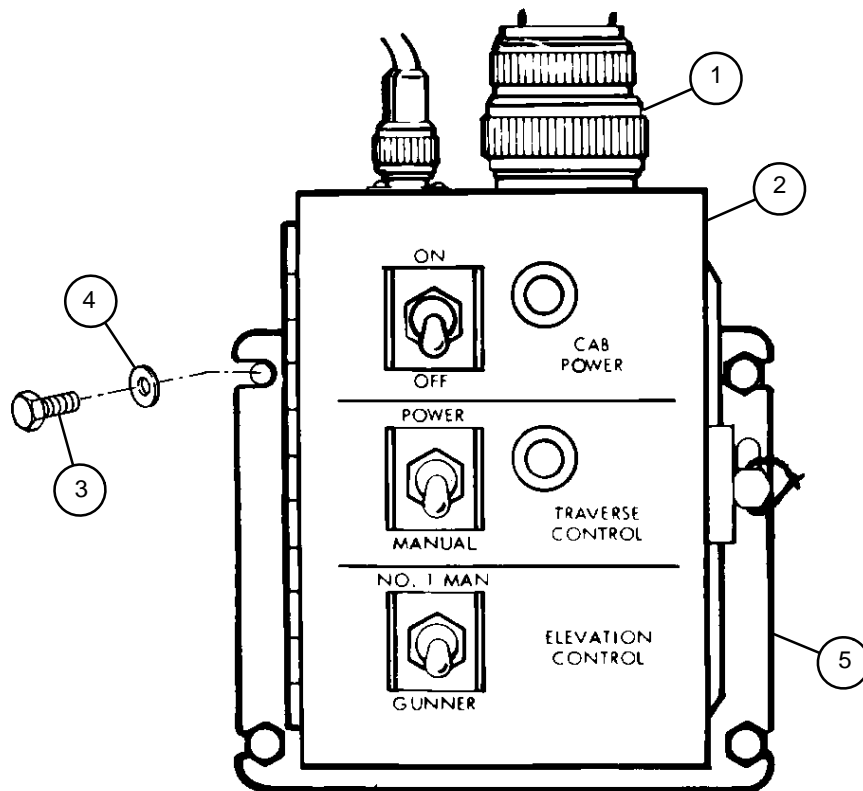 1
2
ON
4
CAB
POWER
OFF
POWER
3
TRAVERSE
CONTROL
MANUAL
NO. 1 MAN
ELEVATION
CONTROL
5
GUNNER